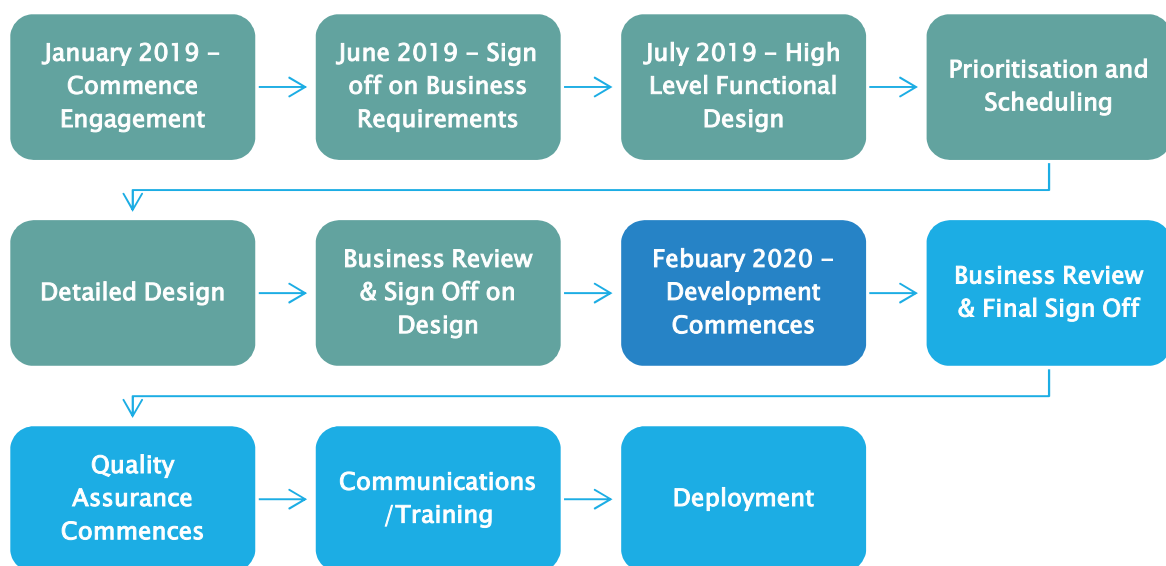 January 2019 –
Commence
Engagement
June 2019 – Sign
off on Business
Requirements
July 2019 – High
Level Functional
Design
Prioritisation and
Scheduling
Detailed Design
Business Review
& Sign Off on
Design
Febuary 2020 –
Development
Commences
Business Review
& Final Sign Off
Quality
Assurance
Commences
Communications
/Training
Deployment